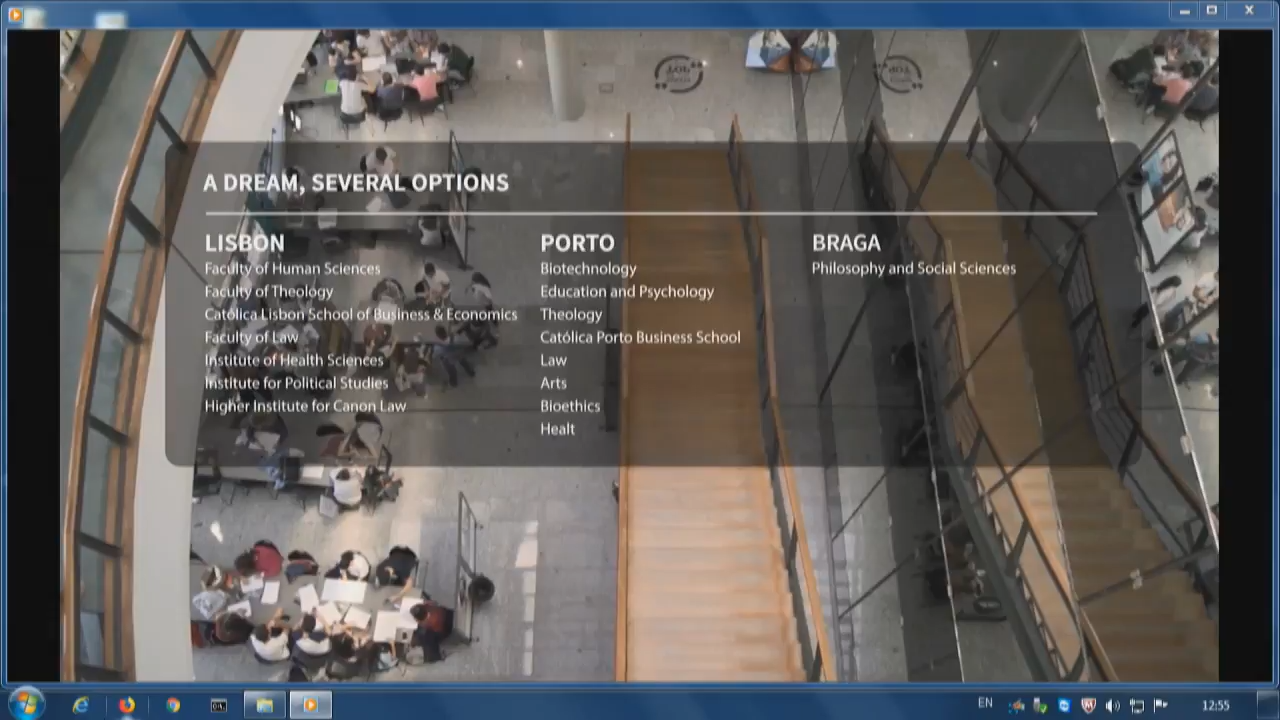 A DREAM, SEVERAL OPTIONS
LISBON
Faculty of Human Sciences
Faculty of Theology
Católica Lisbon School of Business & Economics
Faculty of Law
Institute of Health Sciences
Institute for Political Studies
Higher Institute for Canon Law
PORTO
Biotechnology
Education and Psychology
Theology
Católica Porto Business School
Law
Arts
Bioethics
Healt
BRAGA
Philosophy and Social Sciences
EN
12:55